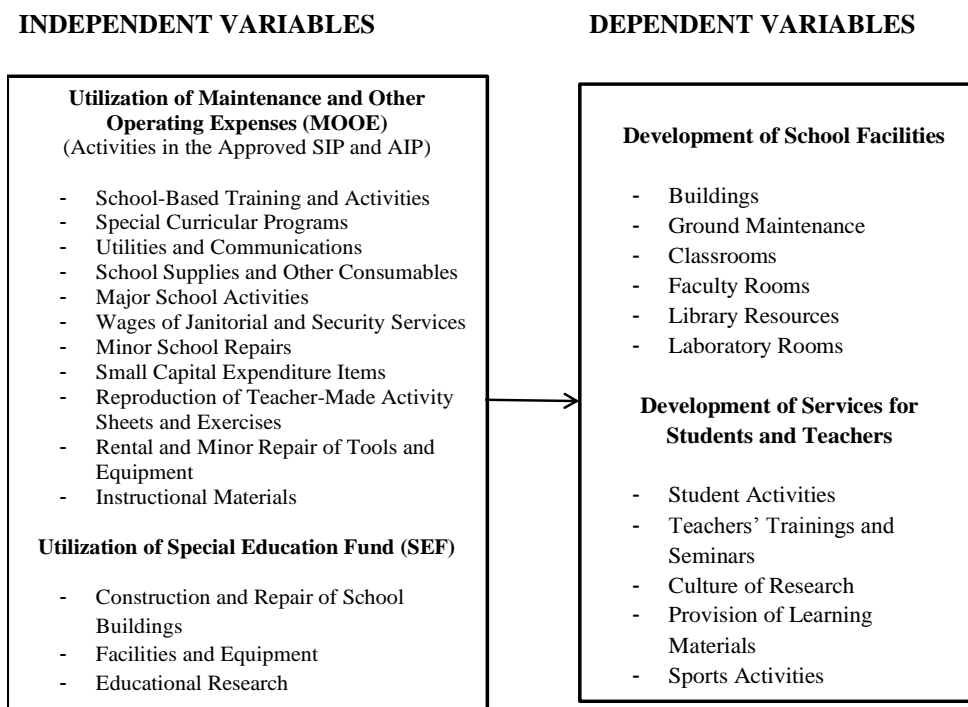 INDEPENDENT VARIABLES
Utilization of Maintenance and Other
Operating Expenses (MOOE)
(Activities in the Approved SIP and AIP)
- School-Based Training and Activities
- Special Curricular Programs
- Utilities and Communications
- School Supplies and Other Consumables
- Major School Activities
- Wages of Janitorial and Security Services
- Minor School Repairs
- Small Capital Expenditure Items
- Reproduction of Teacher-Made Activity
Sheets and Exercises
- Rental and Minor Repair of Tools and
Equipment
- Instructional Materials
Utilization of Special Education Fund (SEF)
- Construction and Repair of School
Buildings
- Facilities and Equipment
- Educational Research
DEPENDENT VARIABLES
Development of School Facilities
- Buildings
- Ground Maintenance
- Classrooms
- Faculty Rooms
- Library Resources
- Laboratory Rooms
Development of Services for
Students and Teachers
- Student Activities
- Teachers’ Trainings and
Seminars
- Culture of Research
- Provision of Learning
Materials
- Sports Activities